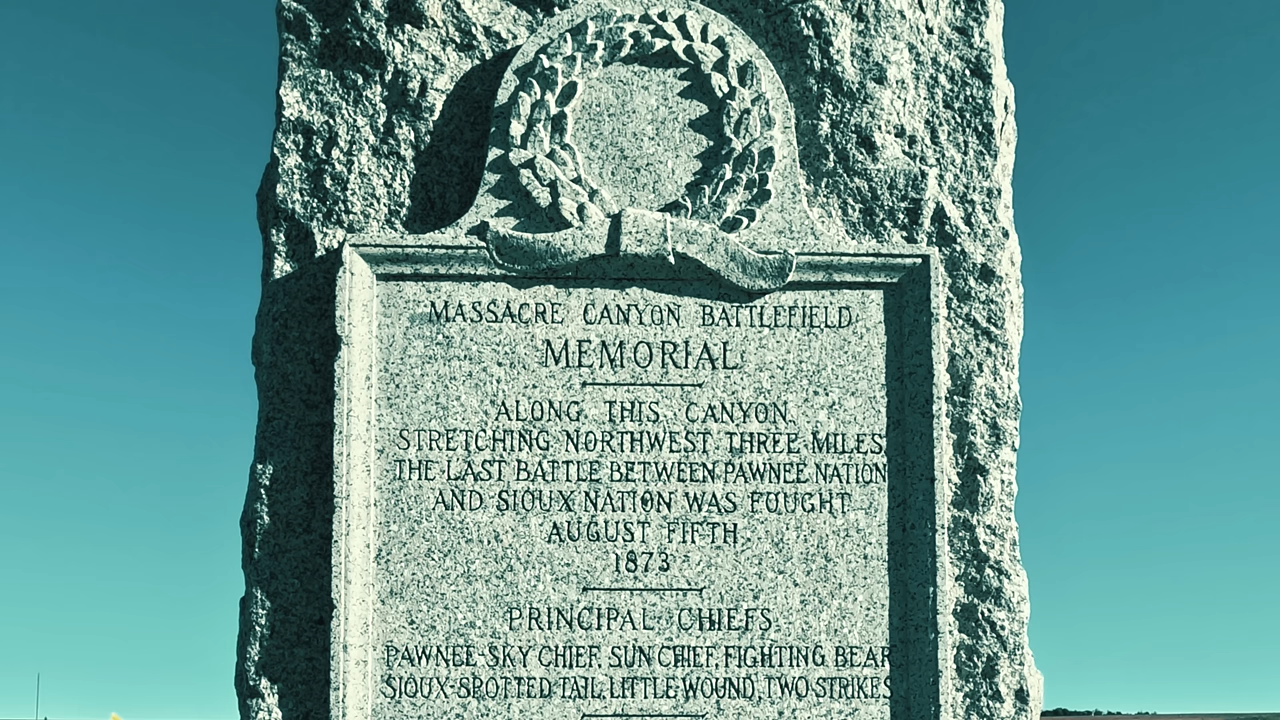 MASSACRE CANYON BATTLEFIELD
MEMORIAL
ALONG THIS CANYON,
STRETCHING NORTHWEST THREE MILES
THE LAST BATTLE BETWEEN PAWNEE NATION
AND SIOUX NATION WAS FOUGHT
AUGUST FIFTH
1873
PRINCIPAL CHIEFS
PAWNEE-SKY CHIEF, SUN CHIEF, FIGHTING BEAR
SIOUX-SPOTTED TAIL, LITTLE WOUND, TWO STRIKES